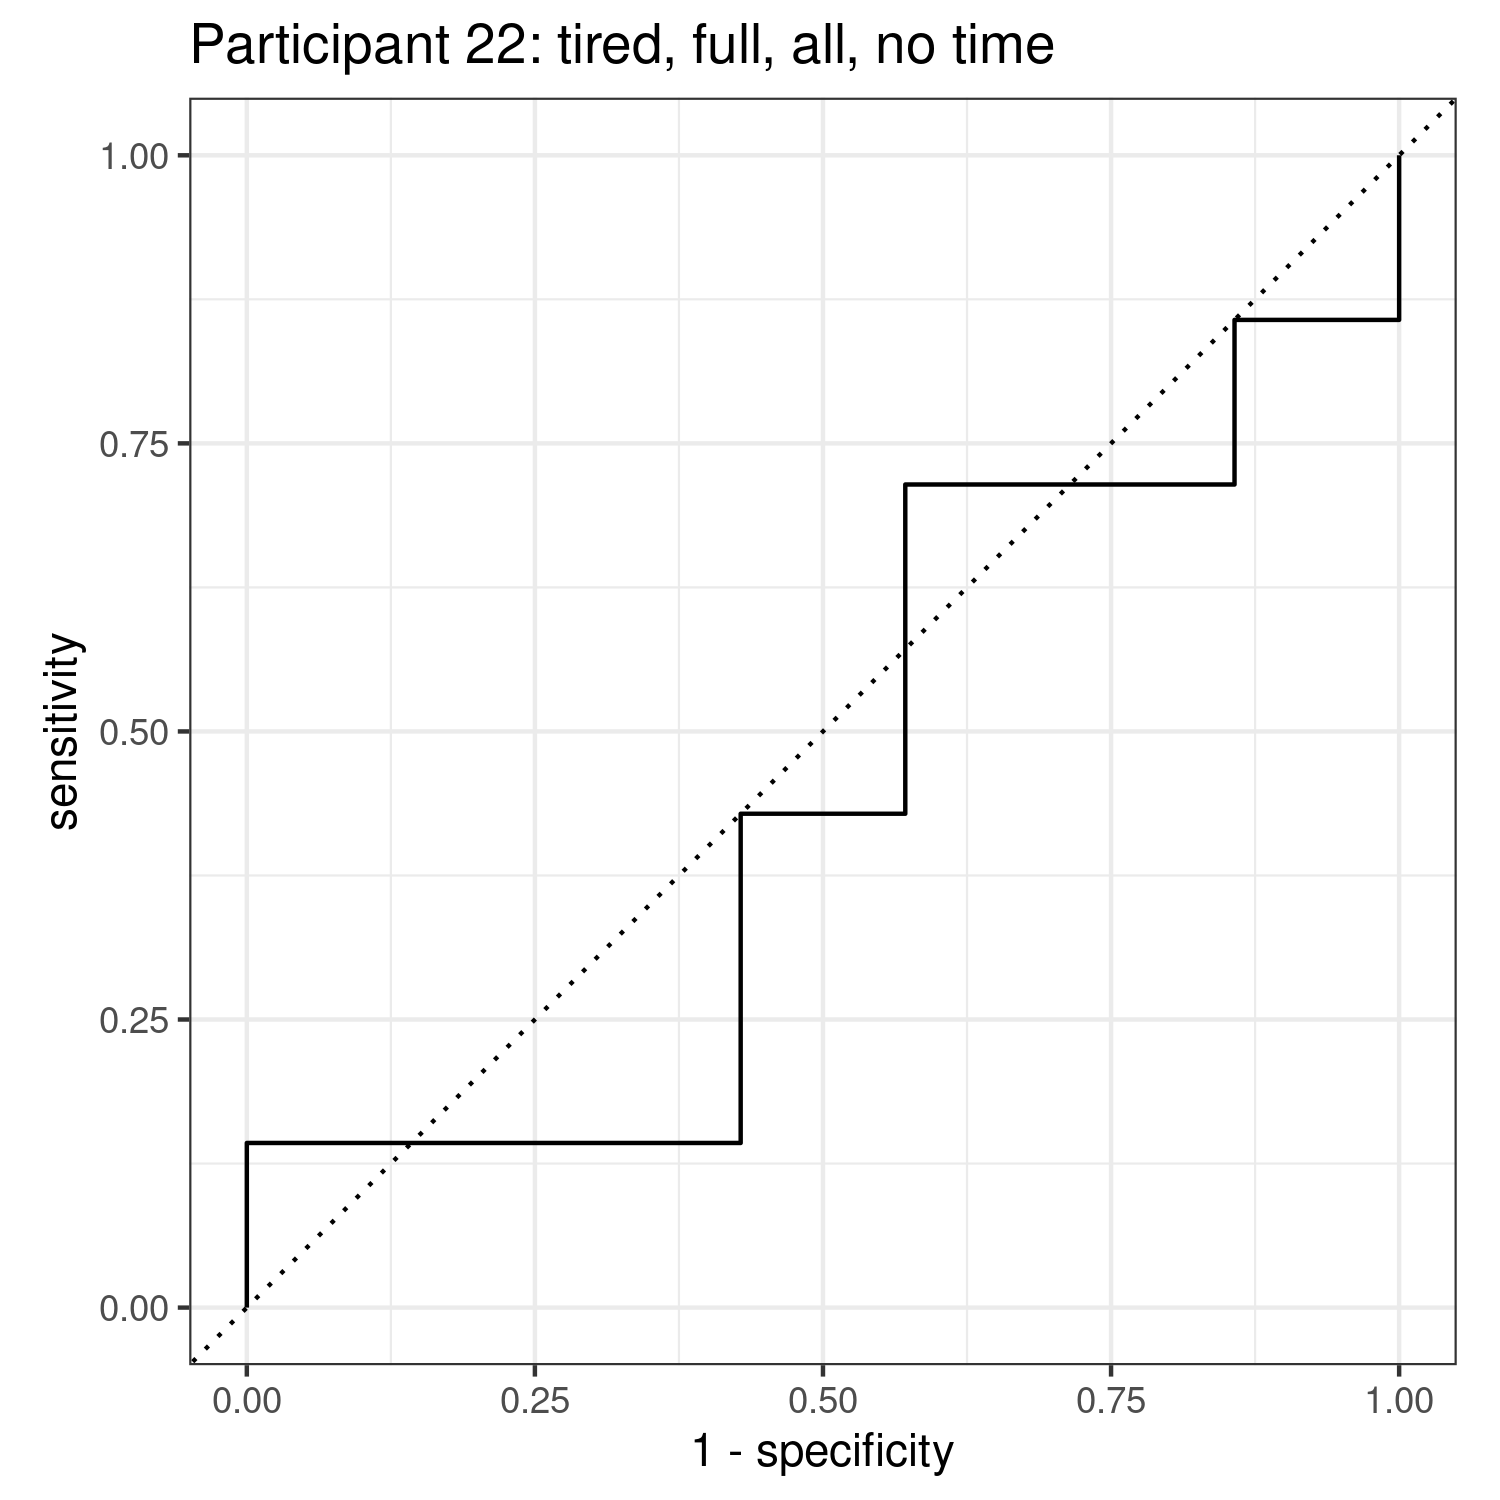 Participant 22: tired, full, all, no time
1.00
0.75
0.50
0.25
0.00
sensitivity
0.00 0.25 0.50 0.75 1.00
1 - specificity